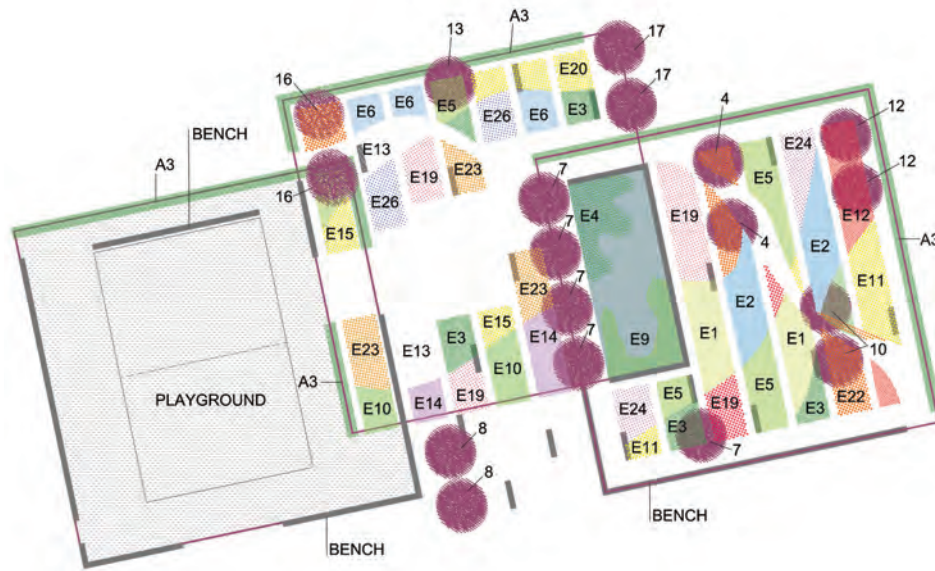 A3
13
17
16
E20
E6
E6
E5
E26
E6
E3
17
BENCH
E13
4
E24
12
A3
E19
E23
7
E5
12
16
E26
E4
E19
E12
A3
E15
7
4
E2
E2
E11
7
E23
E15
E3
E14
E1
E1
E23
E13
E10
E9
7
10
A3
PLAYGROUND
E10
E14
E19
E5
E19
E5
E3
E22
E24
E3
E11
7
8
8
BENCH
BENCH